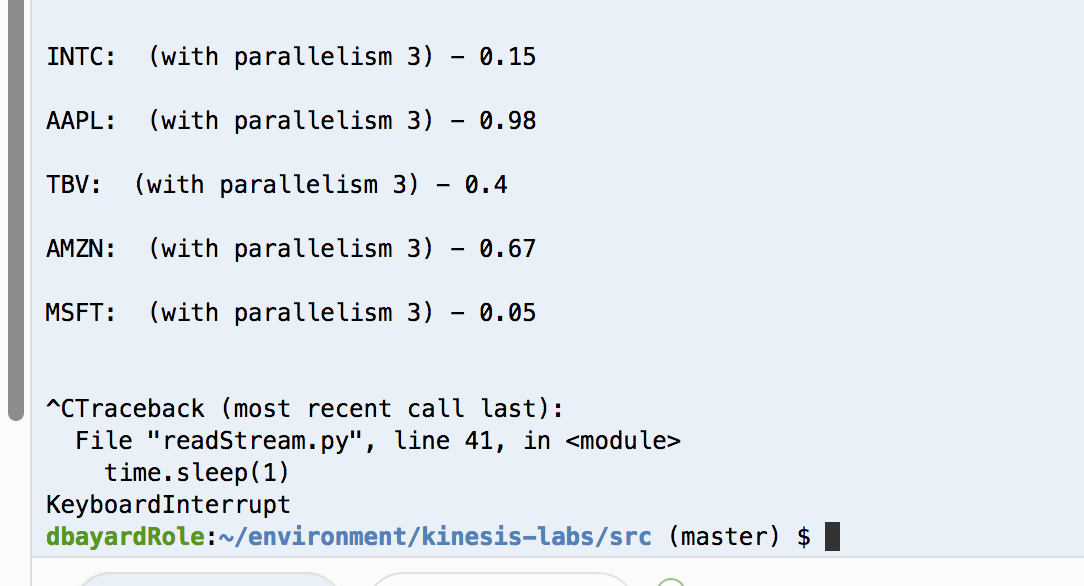 INTC:  (with parallelism 3) – 0.15
AAPL:  (with parallelism 3) – 0.98
TBV:  (with parallelism 3) – 0.4
AMZN:  (with parallelism 3) – 0.67
MSFT:  (with parallelism 3) – 0.05
^CTraceback (most recent call last):
  File "readStream.py", line 41, in <module>
    time.sleep(1)
KeyboardInterrupt
dbayardRole:~/environment/kinesis-labs/src (master) $